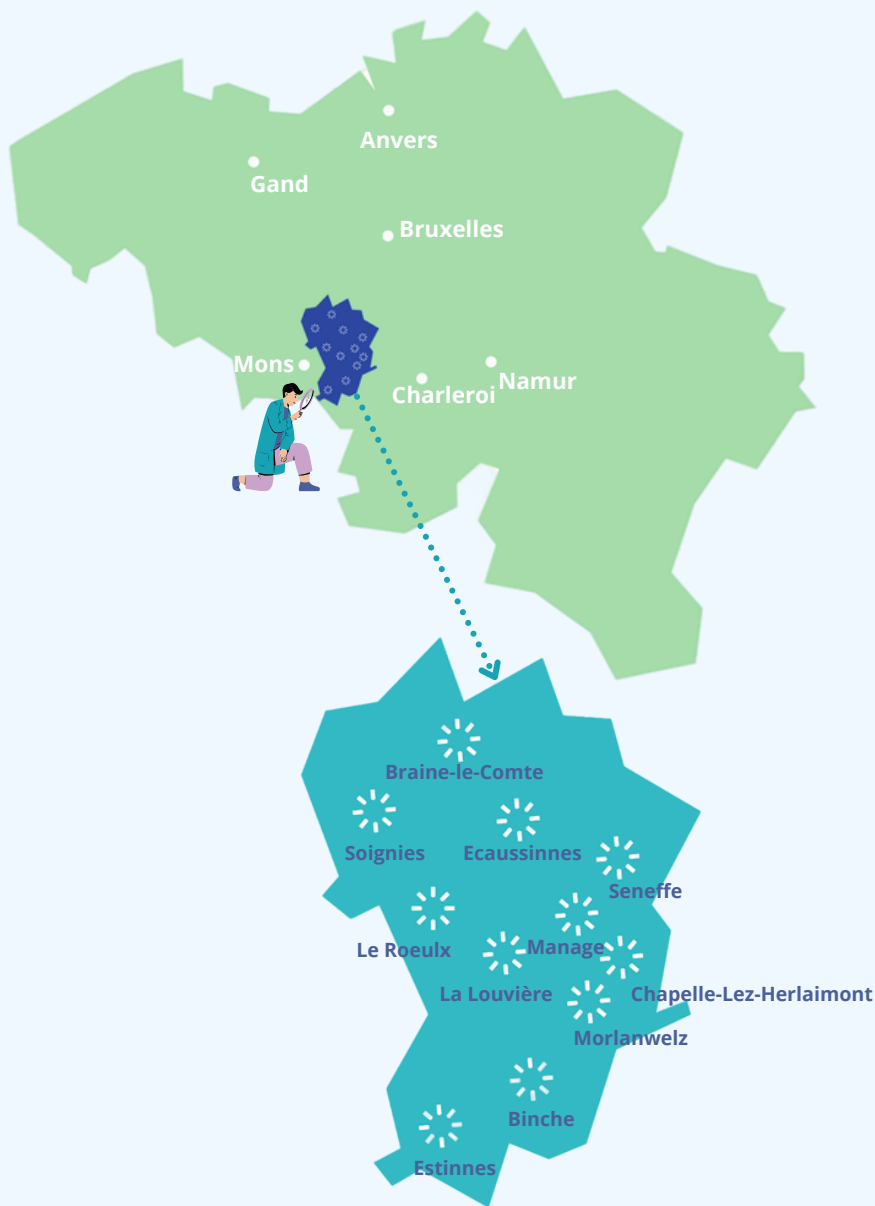 Anvers
Gand
Bruxelles
Mons
Namur
Charleroi
Braine-le-Comte
Soignies
Ecaussinnes
Seneffe
Le Roeulx
Manage
La Louvière
Chapelle-Lez-Herlaimont
Morlanwelz
Binche
Estinnes